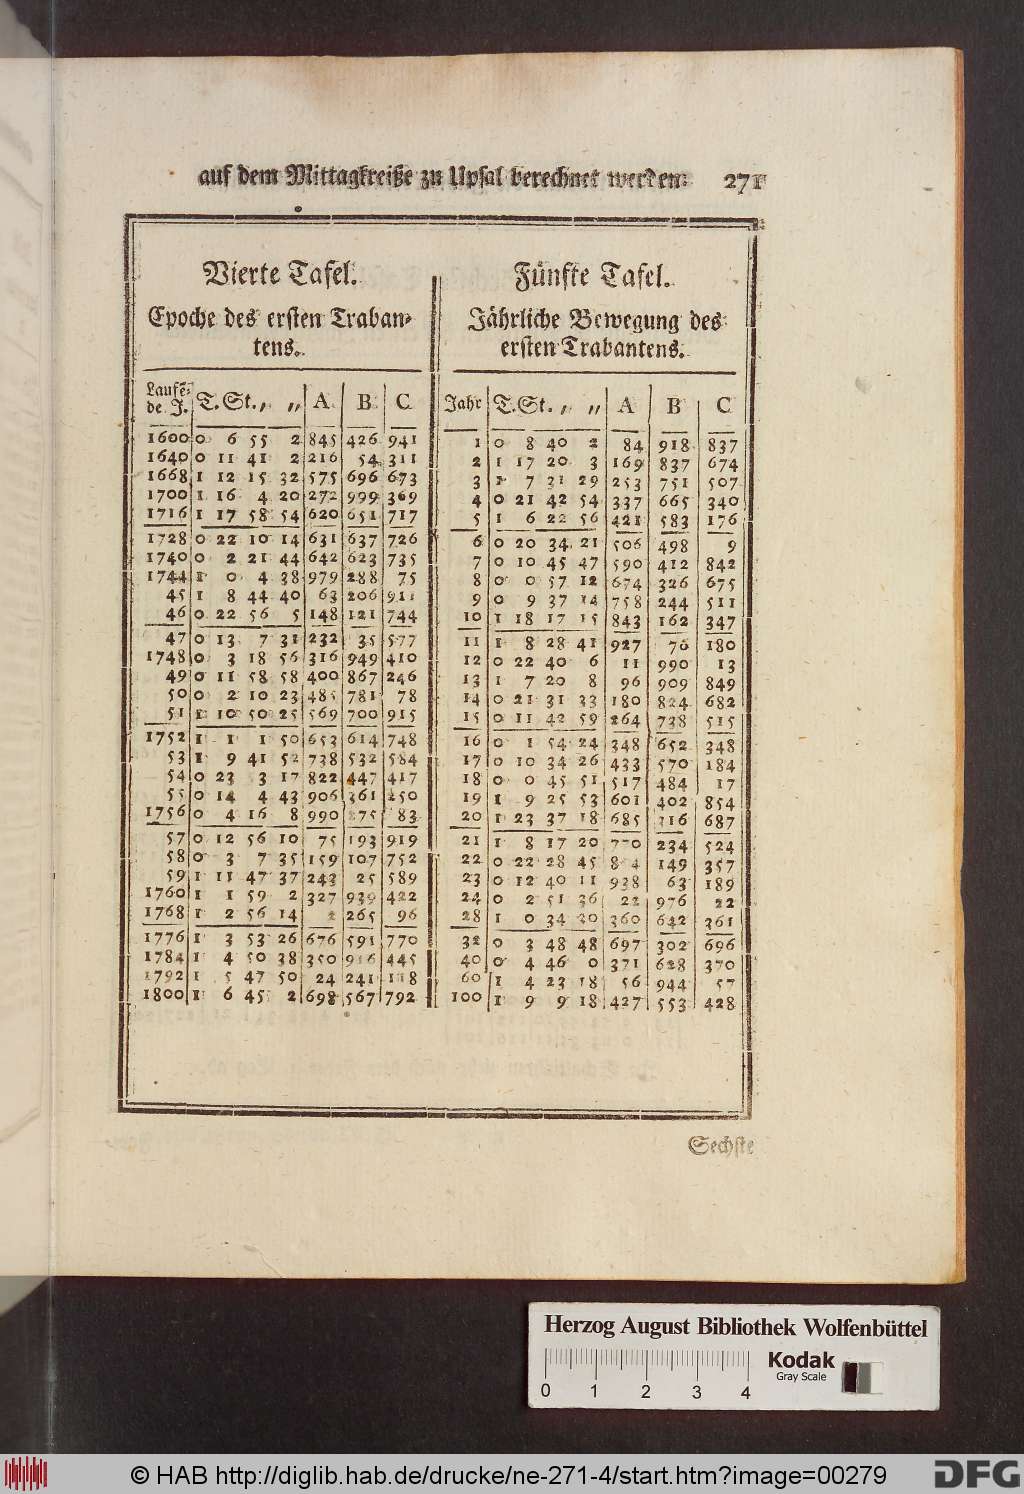 auf dem Mittagkreiße zu Upsal berechnet werden. 271
Vierte Tafel.
Epoche des ersten Traban-
tens.
Laufen-
de J. T. St. ,, ,, A B C
1600 0 6 55 2 845 426 941
1640 0 11 41 2 216 54 311
1668 1 12 15 32 575 696 673
1700 1 16 4 20 272 999 369
1716 1 17 58 54 620 651 717
1728 0 22 10 14 631 637 726
1740 0 2 21 44 642 623 735
1744 1 0 4 38 979 288 75
45 1 8 44 40 63 206 911
46 0 22 56 5 148 121 744
47 0 13 7 31 232 35 577
1748 0 3 18 56 316 949 410
49 0 11 58 58 400 867 246
50 0 2 10 23 485 781 78
51 1 10 50 25 569 700 915
1752 1 1 1 50 653 614 748
53 1 9 41 52 738 532 584
54 0 23 3 17 822 447 417
55 0 14 4 43 906 361 250
1756 0 4 16 8 990 275 83
57 0 12 56 10 75 193 919
58 0 3 7 35 159 107 752
59 1 11 47 37 243 25 589
1760 1 1 59 2 327 939 422
1768 1 2 56 14 2 265 96
1776 1 3 53 26 676 591 770
1784 1 4 50 38 350 916 445
1792 1 5 47 50 24 241 118
1800 1 6 45 2 698 567 792
Fünfte Tafel.
Jährliche Bewegung des
ersten Trabantens.
Jahr T. St. ,, ,, A B C
1 0 8 40 2 84 918 837
2 1 17 20 3 169 837 674
3 1 7 31 29 253 751 507
4 0 21 42 54 337 665 340
5 1 6 22 56 421 583 176
6 0 20 34 21 506 498 9
7 0 10 45 47 590 412 842
8 0 0 57 12 674 326 675
9 0 9 37 14 758 244 511
10 1 18 17 15 843 162 347
11 1 8 28 41 927 76 180
12 0 22 40 6 11 990 13
13 1 7 20 8 96 909 849
14 0 21 31 33 180 824 682
15 0 11 42 59 264 738 515
16 0 1 54 24 348 652 348
17 0 10 34 26 433 570 184
18 0 0 45 51 517 484 17
19 1 9 25 53 601 402 854
20 1 23 37 18 685 316 687
21 1 8 17 20 770 234 524
22 0 22 28 45 854 149 357
23 0 12 40 11 938 63 189
24 0 2 51 36 22 976 22
28 1 0 34 20 360 642 361
32 0 3 48 48 697 302 696
40 0 4 46 0 371 628 370
60 1 4 23 18 56 944 57
100 1 9 9 18 427 553 428
Sechste
Herzog August Bibliothek Wolfenbüttel
Kodak
Gray Scale
0 1 2 3 4
© HAB http://diglib.hab.de/drucke/ne-271-4/start.htm?image=00279
DFG